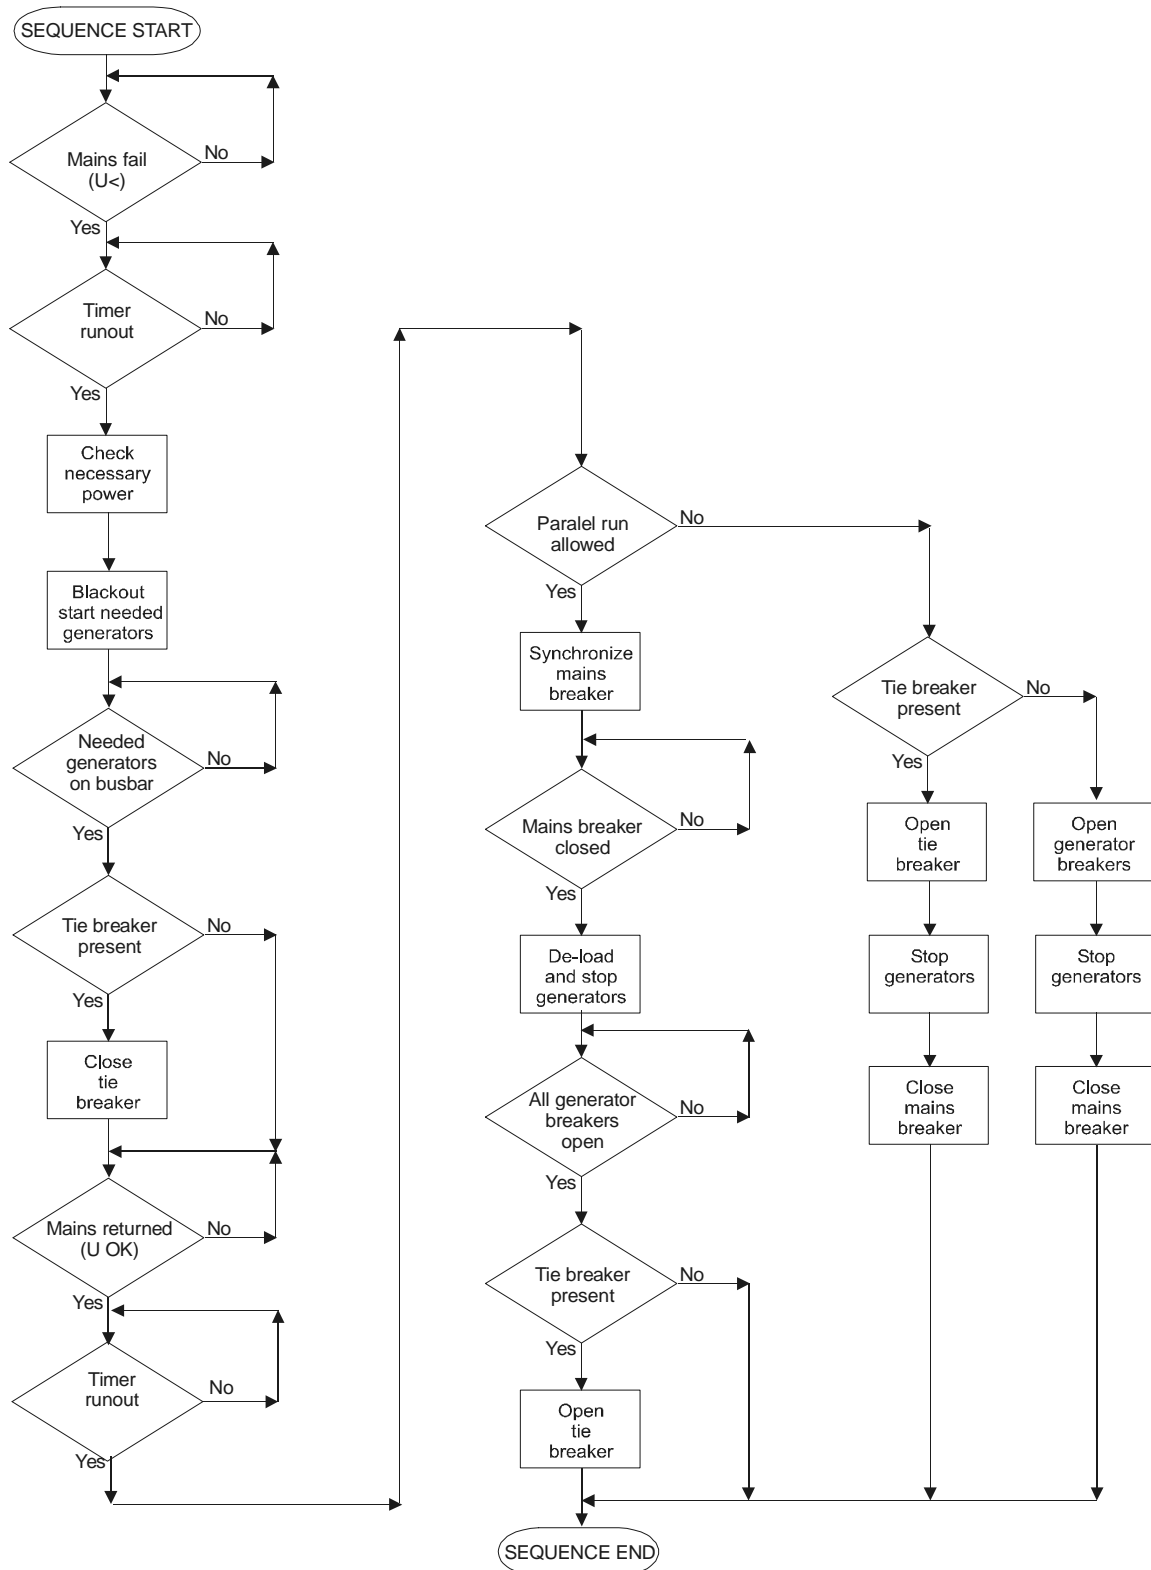 SEQUENCE START
Mains fail
(U<)
No
Yes
Timer
runout
No
Yes
Check
necessary
power
Blackout
start needed
generators
Needed
generators
on busbar
No
Yes
Tie breaker
present
No
Yes
Close
tie
breaker
Mains returned
(U OK)
No
Yes
Timer
runout
No
Yes
Paralel run
allowed
No
Yes
Synchronize
mains
breaker
Mains breaker
closed
No
Yes
De-load
and stop
generators
All generator
breakers
open
No
Yes
Tie breaker
present
No
Yes
Open
tie
breaker
Tie breaker
present
No
Yes
Open
tie
breaker
Stop
generators
Close
mains
breaker
Open
generator
breakers
Stop
generators
Close
mains
breaker
SEQUENCE END